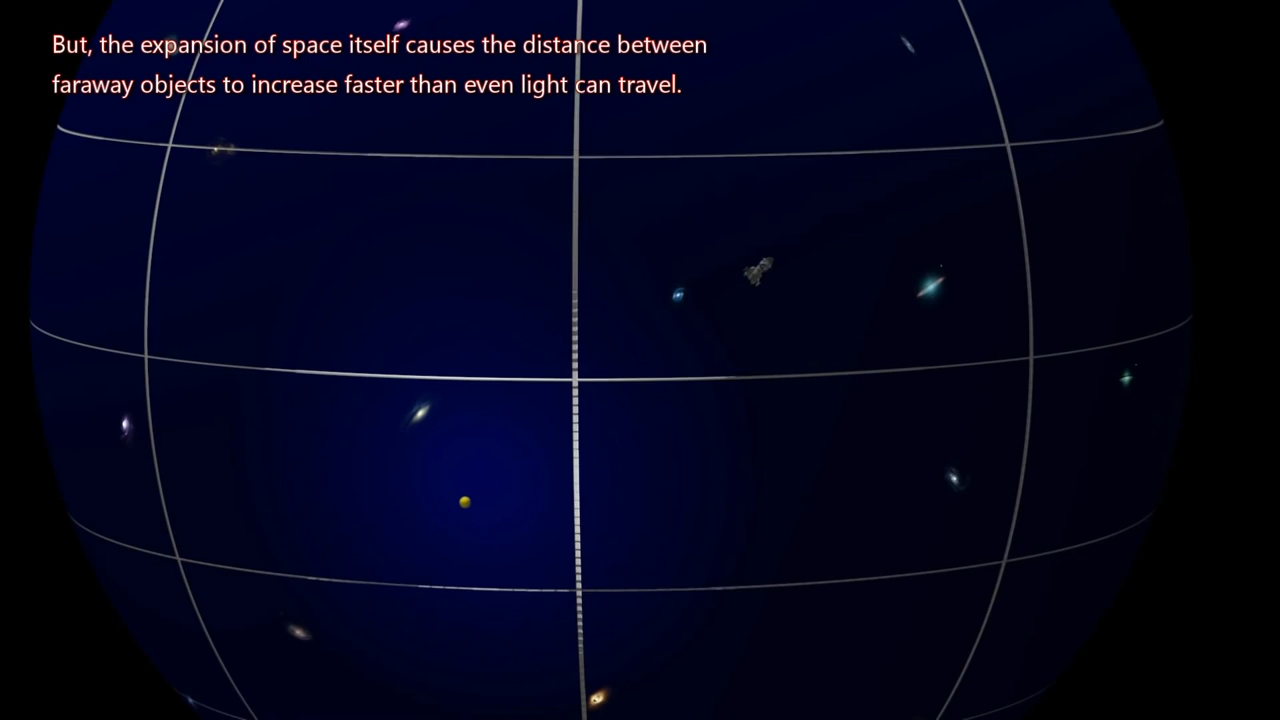 But, the expansion of space itself causes the distance between
faraway objects to increase faster than even light can travel.